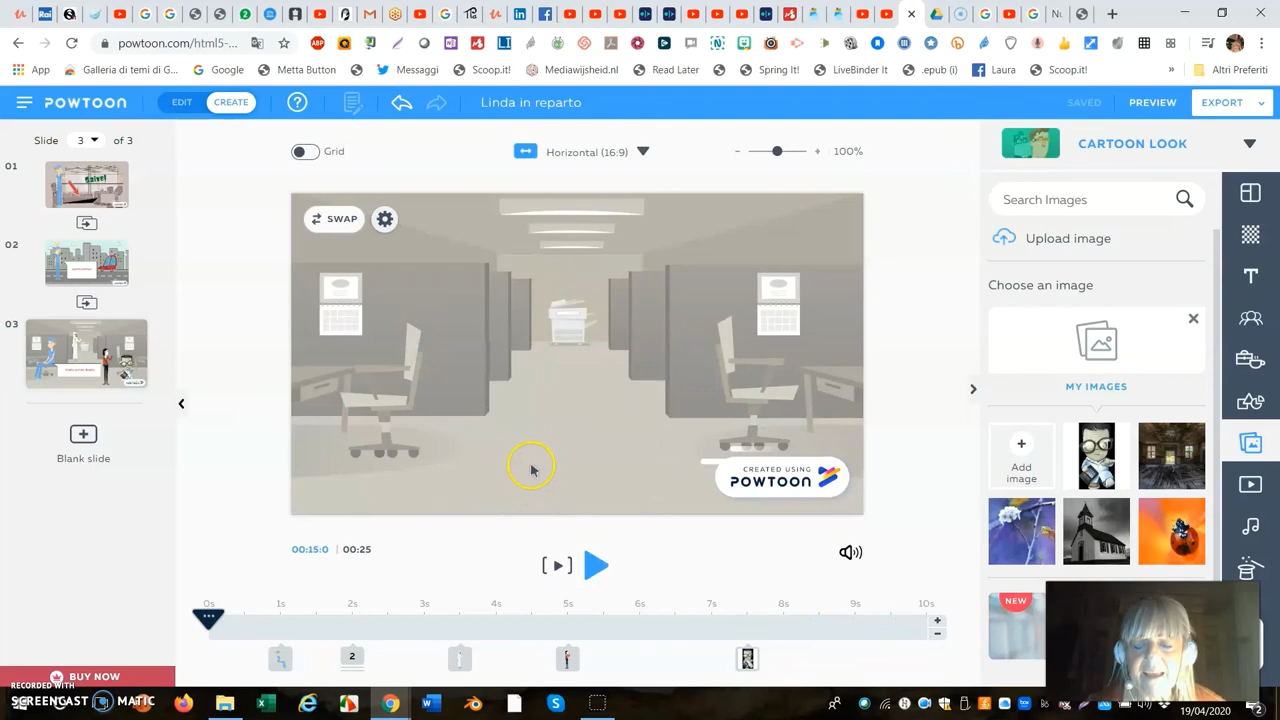 powtoon.com/html5-...
App
Galleria di temi di G...
Google
Metta Button
Messaggi
Scoop.it!
Mediawijsheid.nl
Read Later
Spring It!
LiveBinder It
.epub (i)
Laura
Scoop.it!
»
Altri Preferiti
POWTOON
EDIT
CREATE
Linda in reparto
SAVED
PREVIEW
EXPORT
Slide
3
of 3
Grid
Horizontal (16:9)
100%
CARTOON LOOK
01
Salve!
02
03
Blank slide
SWAP
CREATED USING
POWTOON
Search Images
Upload image
Choose an image
MY IMAGES
Add
image
NEW
00:15:0
00:25
0s
1s
2s
3s
4s
5s
6s
7s
8s
9s
10s
2
BUY NOW
RECORDED WITH
SCREENCAST MATIC
19/04/2020
2